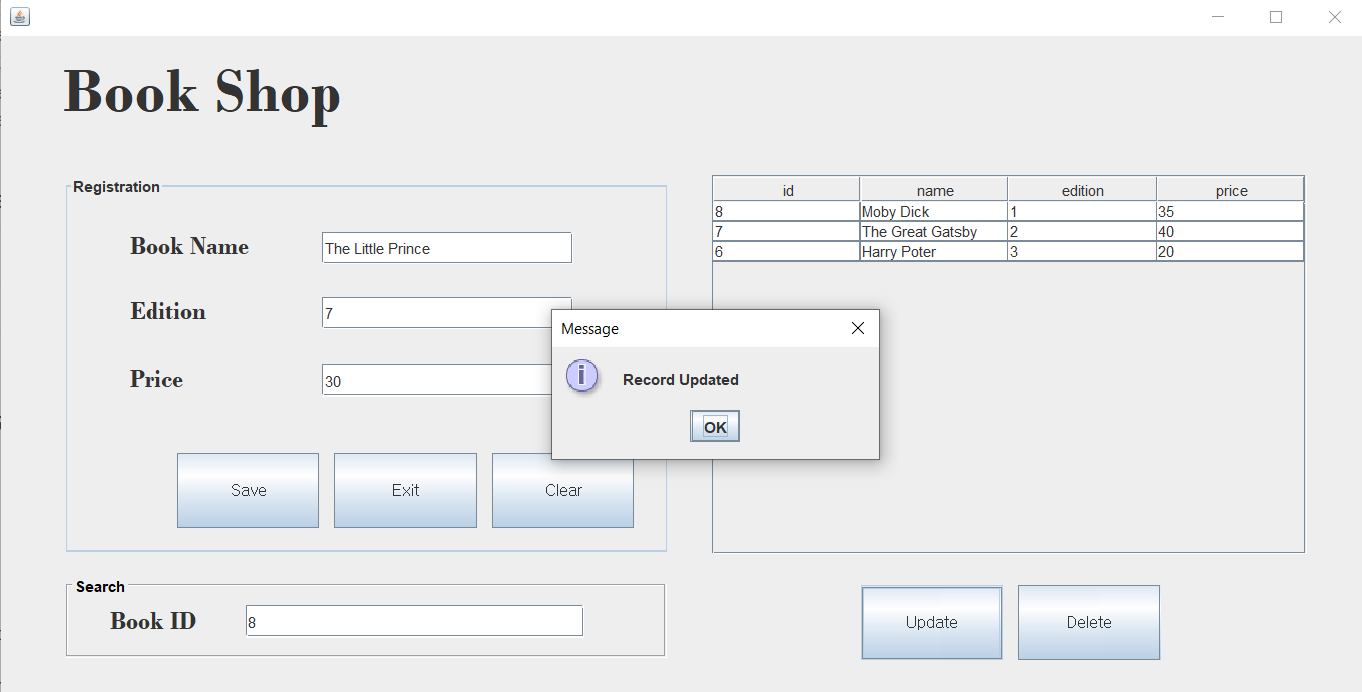 Book Shop
Registration
Book Name The Little Prince
Edition 7
Price 30
Save Exit Clear
id name edition price
8 Moby Dick 1 35
7 The Great Gatsby 2 40
6 Harry Poter 3 20
Message
Record Updated
OK
Search
Book ID 8
Update Delete